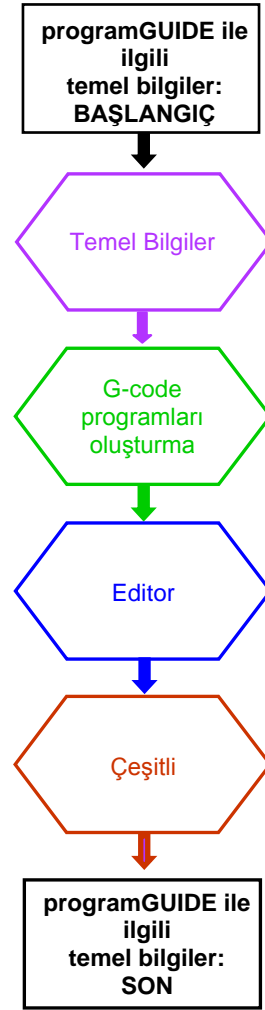 programGUIDE ile
ilgili
temel bilgiler:
BAŞLANGIÇ
Temel Bilgiler
G-code
programları
oluşturma
Editor
Çeşitli
programGUIDE ile
ilgili
temel bilgiler:
SON